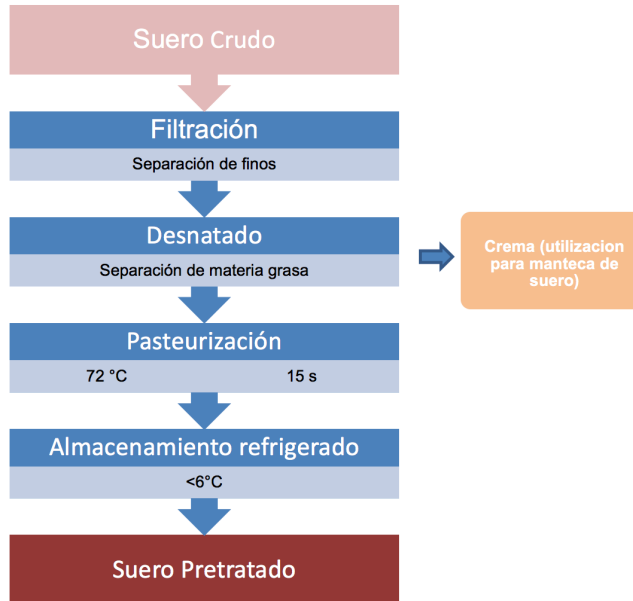 Suero Crudo
Filtración
Separación de finos
Desnatado
Separación de materia grasa
Crema (utilizacion
para manteca de
suero)
Pasteurización
72 °C 15 s
Almacenamiento refrigerado
<6°C
Suero Pretratado